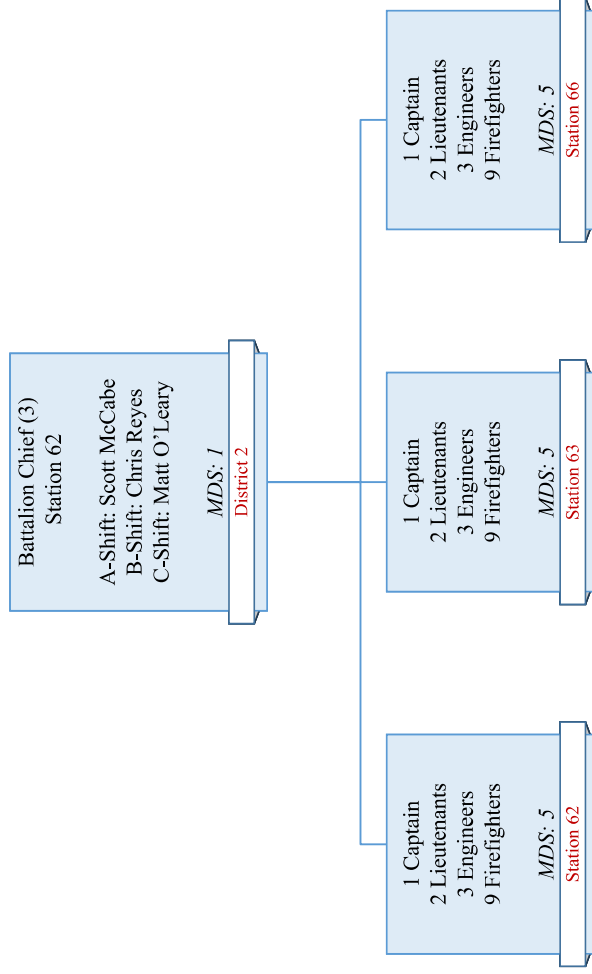 Battalion Chief (3)
Station 62
A-Shift: Scott McCabe
B-Shift: Chris Reyes
C-Shift: Matt O’Leary
MDS: 1
District 2
1 Captain
2 Lieutenants
3 Engineers
9 Firefighters
MDS: 5
Station 62
1 Captain
2 Lieutenants
3 Engineers
9 Firefighters
MDS: 5
Station 63
1 Captain
2 Lieutenants
3 Engineers
9 Firefighters
MDS: 5
Station 66